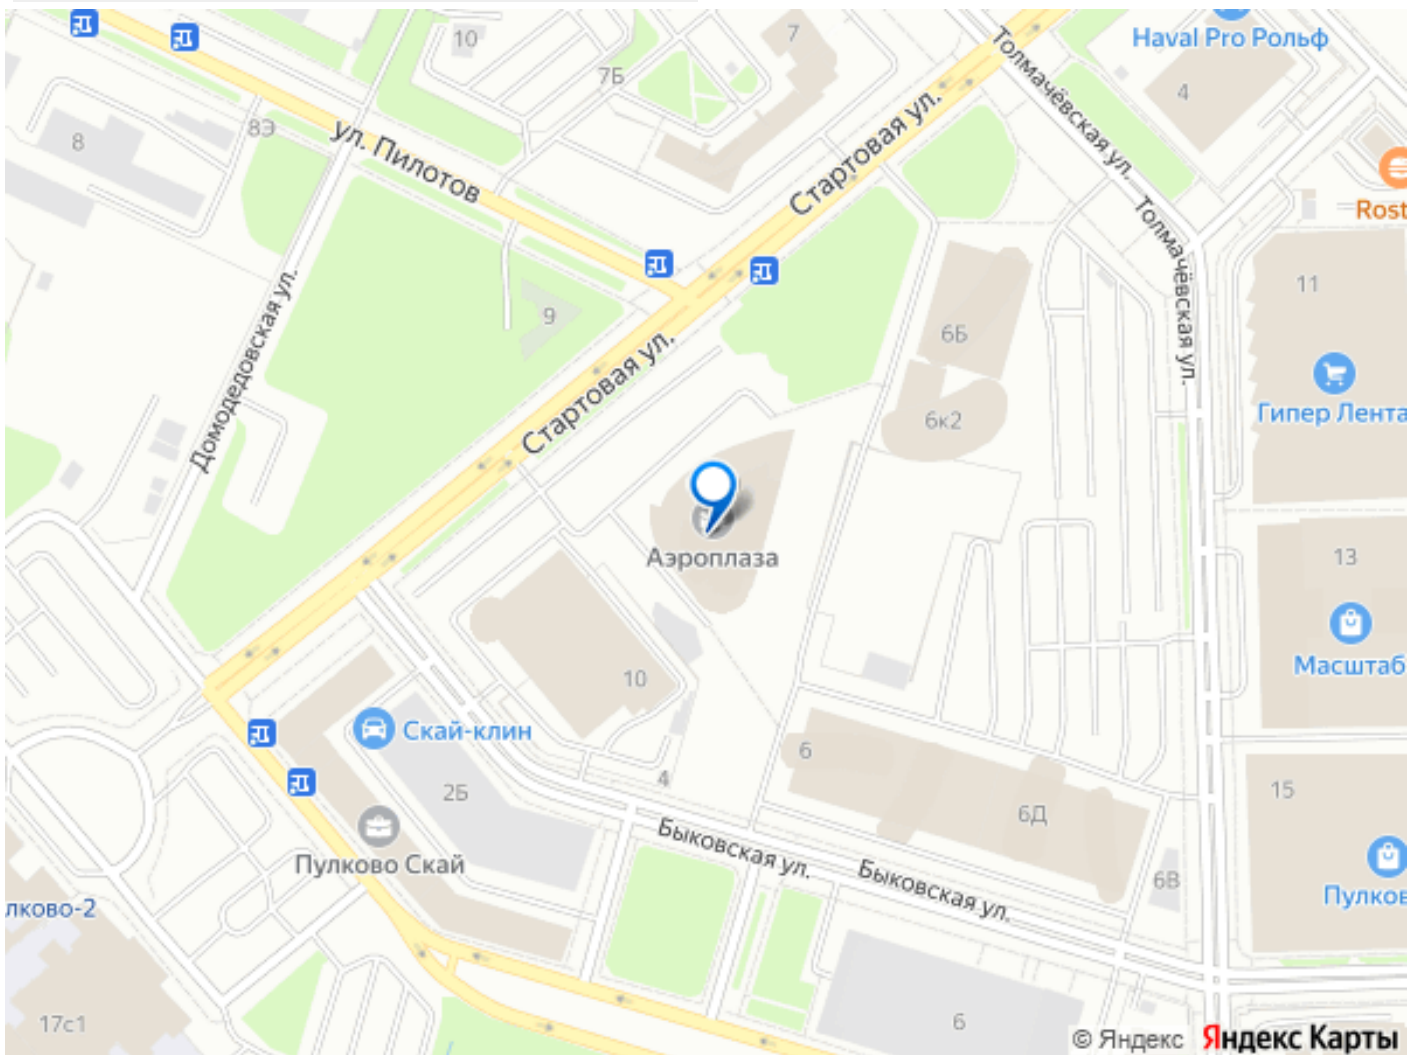 Haval Pro Рольф
10
7
7Б
4
8
8Э
ул. Пилотов
Стартовая ул.
Толмачёвская ул.
Толмачёвская ул.
Rost
Домодедовская ул.
9
Стартовая ул.
6Б
6к2
11
Гипер Лента
Аэроплаза
13
Масштаб
10
Скай-клин
2Б
4
6
6Д
15
Пулково Скай
Быковская ул.
Быковская ул.
6В
Пулков
лково-2
17с1
6
© Яндекс Яндекс Карты